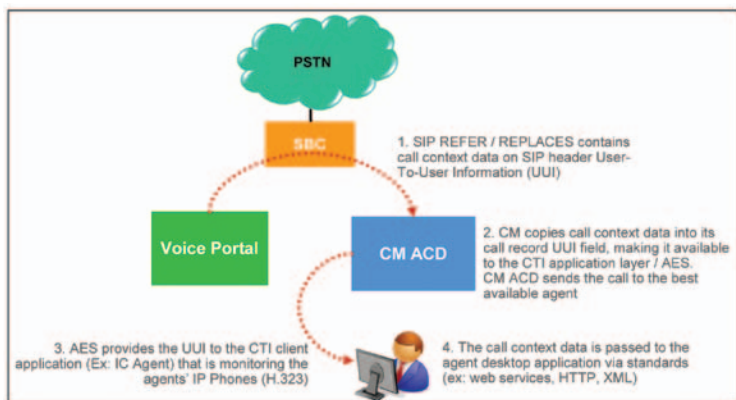 PSTN
SBC
1. SIP REFER / REPLACES contains
call context data on SIP header User-
To-User Information (UUI)
Voice Portal
CM ACD
2. CM copies call context data into its
call record UUI field, making it available
to the CTI application layer / AES.
CM ACD sends the call to the best
available agent
3. AES provides the UUI to the CTI client
application (Ex: IC Agent) that is monitoring the
agents' IP Phones (H.323)
4. The call context data is passed to the
agent desktop application via standards
(ex: web services, HTTP, XML)